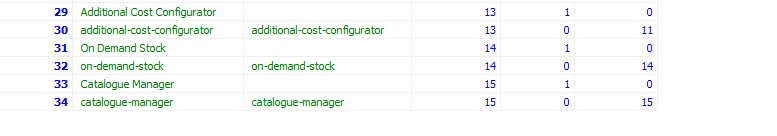 29 Additional Cost Configurator 13 1 0
30 additional-cost-configurator additional-cost-configurator 13 0 11
31 On Demand Stock 14 1 0
32 on-demand-stock on-demand-stock 14 0 14
33 Catalogue Manager 15 1 0
34 catalogue-manager catalogue-manager 15 0 15